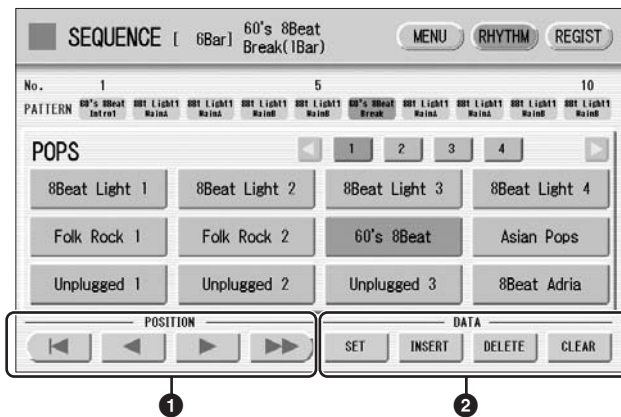 SEQUENCE [ 6Bar] 60's 8Beat
Break(1Bar)
MENU RHYTHM REGIST
No. 1 5 10
PATTERN 60's 8Beat Intro1 8Bt Light1 MainA 8Bt Light1 MainA 8Bt Light1 MainB 8Bt Light1 MainB 60's 8Beat Break 8Bt Light1 MainA 8Bt Light1 MainA 8Bt Light1 MainB 8Bt Light1 MainB
POPS 1 2 3 4
8Beat Light 1 8Beat Light 2 8Beat Light 3 8Beat Light 4
Folk Rock 1 Folk Rock 2 60's 8Beat Asian Pops
Unplugged 1 Unplugged 2 Unplugged 3 8Beat Adria
POSITION DATA
SET INSERT DELETE CLEAR
1 2